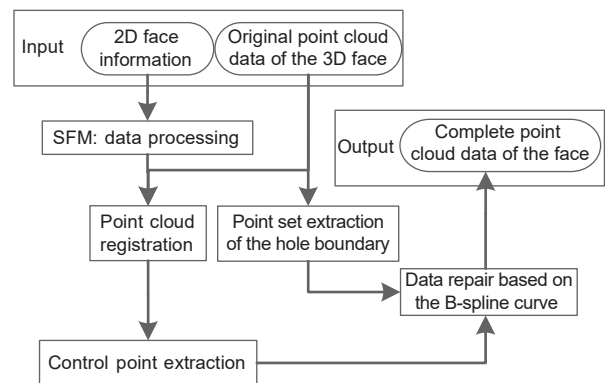 Input
2D face
information
Original point cloud
data of the 3D face
SFM: data processing
Output
Complete point
cloud data of the face
Point cloud
registration
Point set extraction
of the hole boundary
Data repair based on
the B-spline curve
Control point extraction